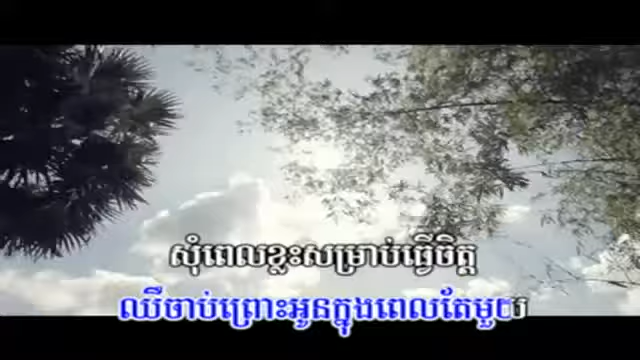 សុំពេលខ្លះសម្រាប់ធ្វើចិត្ត
ឈឺចាប់ព្រោះអូនក្នុងពេលតែមួយ